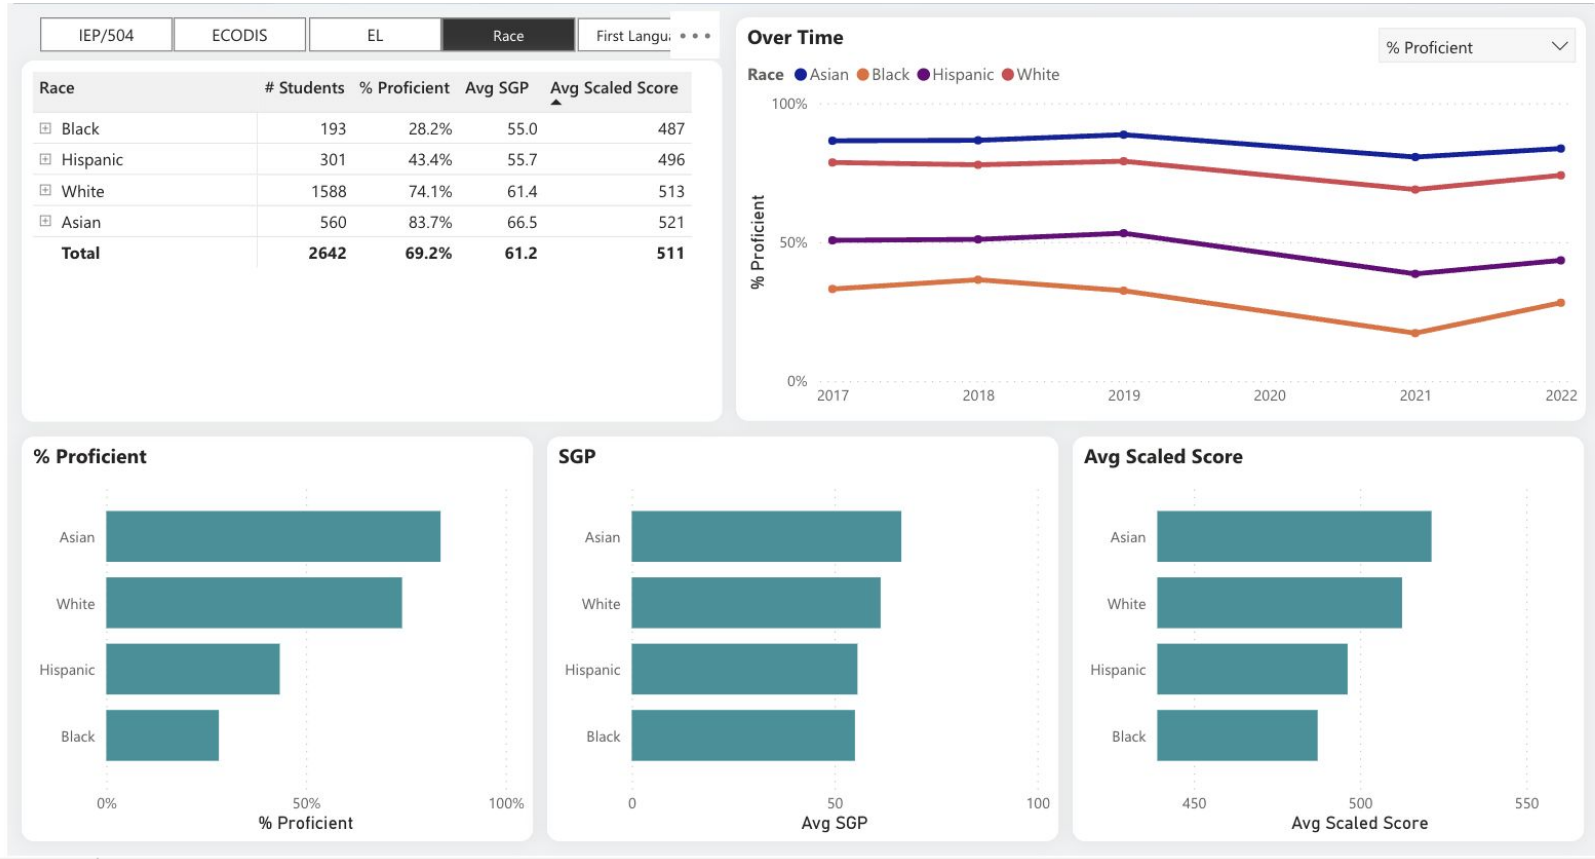 IEP/504 ECODIS EL Race First Langu
Race # Students % Proficient Avg SGP Avg Scaled Score
Black 193 28.2% 55.0 487
Hispanic 301 43.4% 55.7 496
White 1588 74.1% 61.4 513
Asian 560 83.7% 66.5 521
Total 2642 69.2% 61.2 511
Over Time
% Proficient
Race Asian Black Hispanic White
100%
50%
0%
% Proficient
2017 2018 2019 2020 2021 2022
% Proficient
Asian
White
Hispanic
Black
0% 50% 100%
% Proficient
SGP
Asian
White
Hispanic
Black
0 50 100
Avg SGP
Avg Scaled Score
Asian
White
Hispanic
Black
450 500 550
Avg Scaled Score